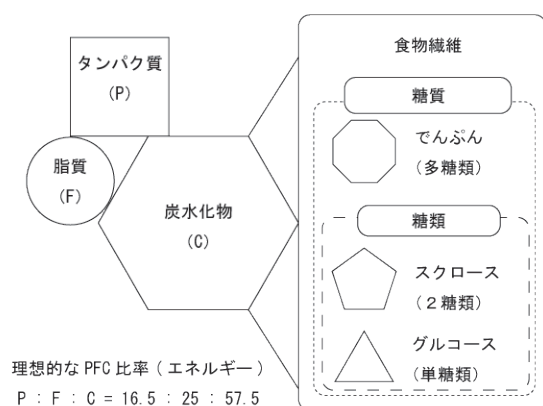 タンパク質
(P)
脂質
(F)
炭水化物
(C)
食物繊維
糖質
でんぷん
(多糖類)
糖類
スクロース
(2糖類)
グルコース
(単糖類)
理想的な PFC 比率 ( エネルギー )
P : F : C = 16.5 : 25 : 57.5